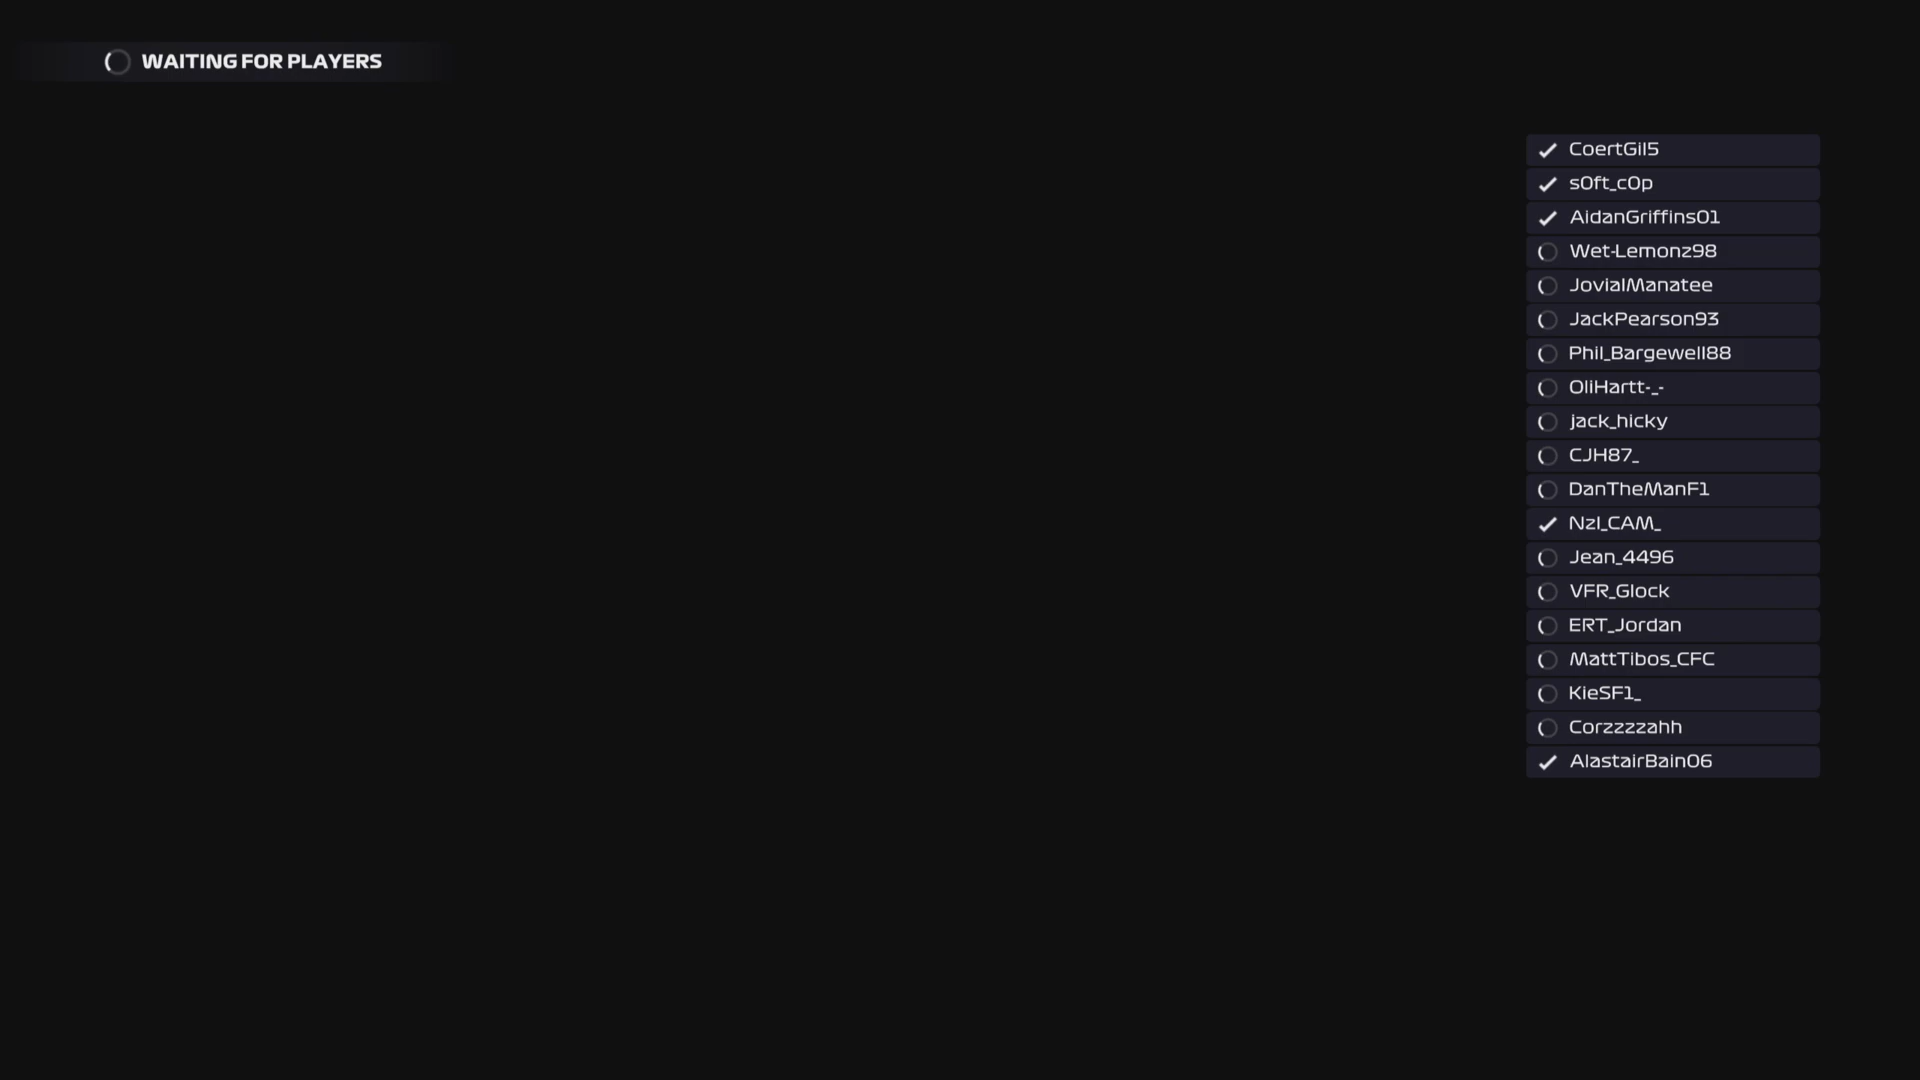 WAITING FOR PLAYERS
CoertGil5
s0ft_c0p
AidanGriffins01
Wet-Lemonz98
JovialManatee
JackPearson93
Phil_Bargewell88
OliHartt-_-
jack_hicky
CJH87_
DanTheManF1
Nzl_CAM_
Jean_4496
VFR_Glock
ERT_Jordan
MattTibos_CFC
KieSF1_
Corzzzzahh
AlastairBain06